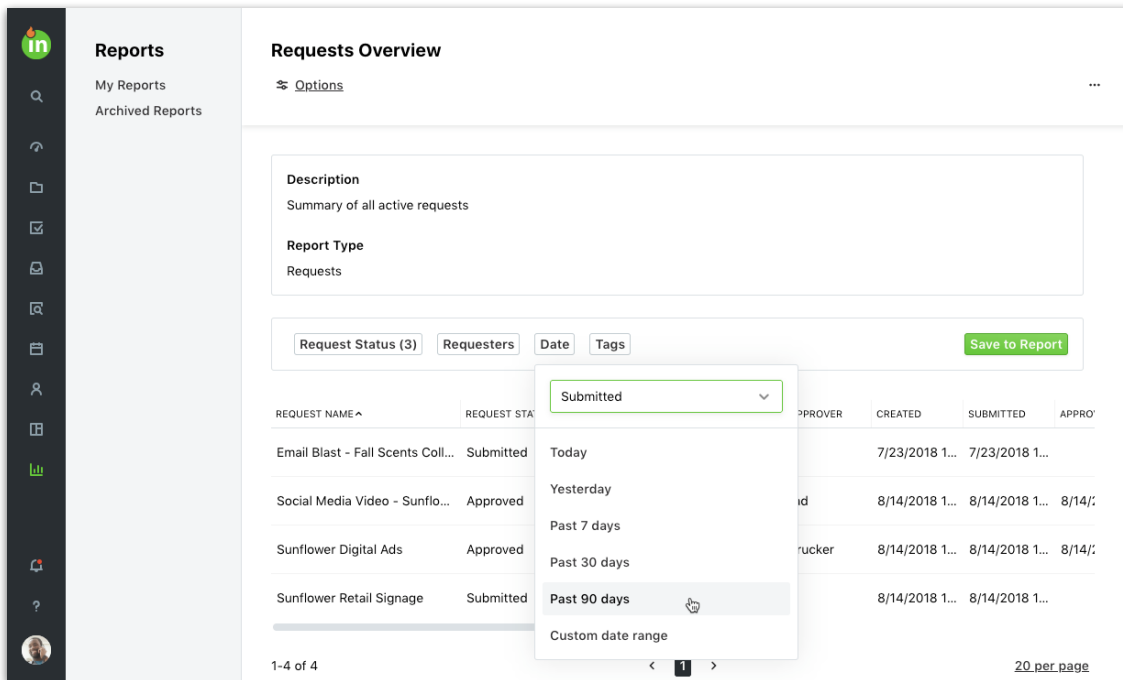 in
Reports
My Reports
Archived Reports
Requests Overview
Options
Description
Summary of all active requests
Report Type
Requests
Request Status (3) Requesters Date Tags Save to Report
Submitted
Today
Yesterday
Past 7 days
Past 30 days
Past 90 days
Custom date range
REQUEST NAME REQUEST CREATED SUBMITTED
Email Blast - Fall Scents Coll... Submitted 7/23/2018 1... 7/23/2018 1...
Social Media Video - Sunflo... Approved 8/14/2018 1... 8/14/2018 1... 8/14/
Sunflower Digital Ads Approved 8/14/2018 1... 8/14/2018 1... 8/14/
Sunflower Retail Signage Submitted 8/14/2018 1... 8/14/2018 1...
?
1-4 of 4 < 1 > 20 per page